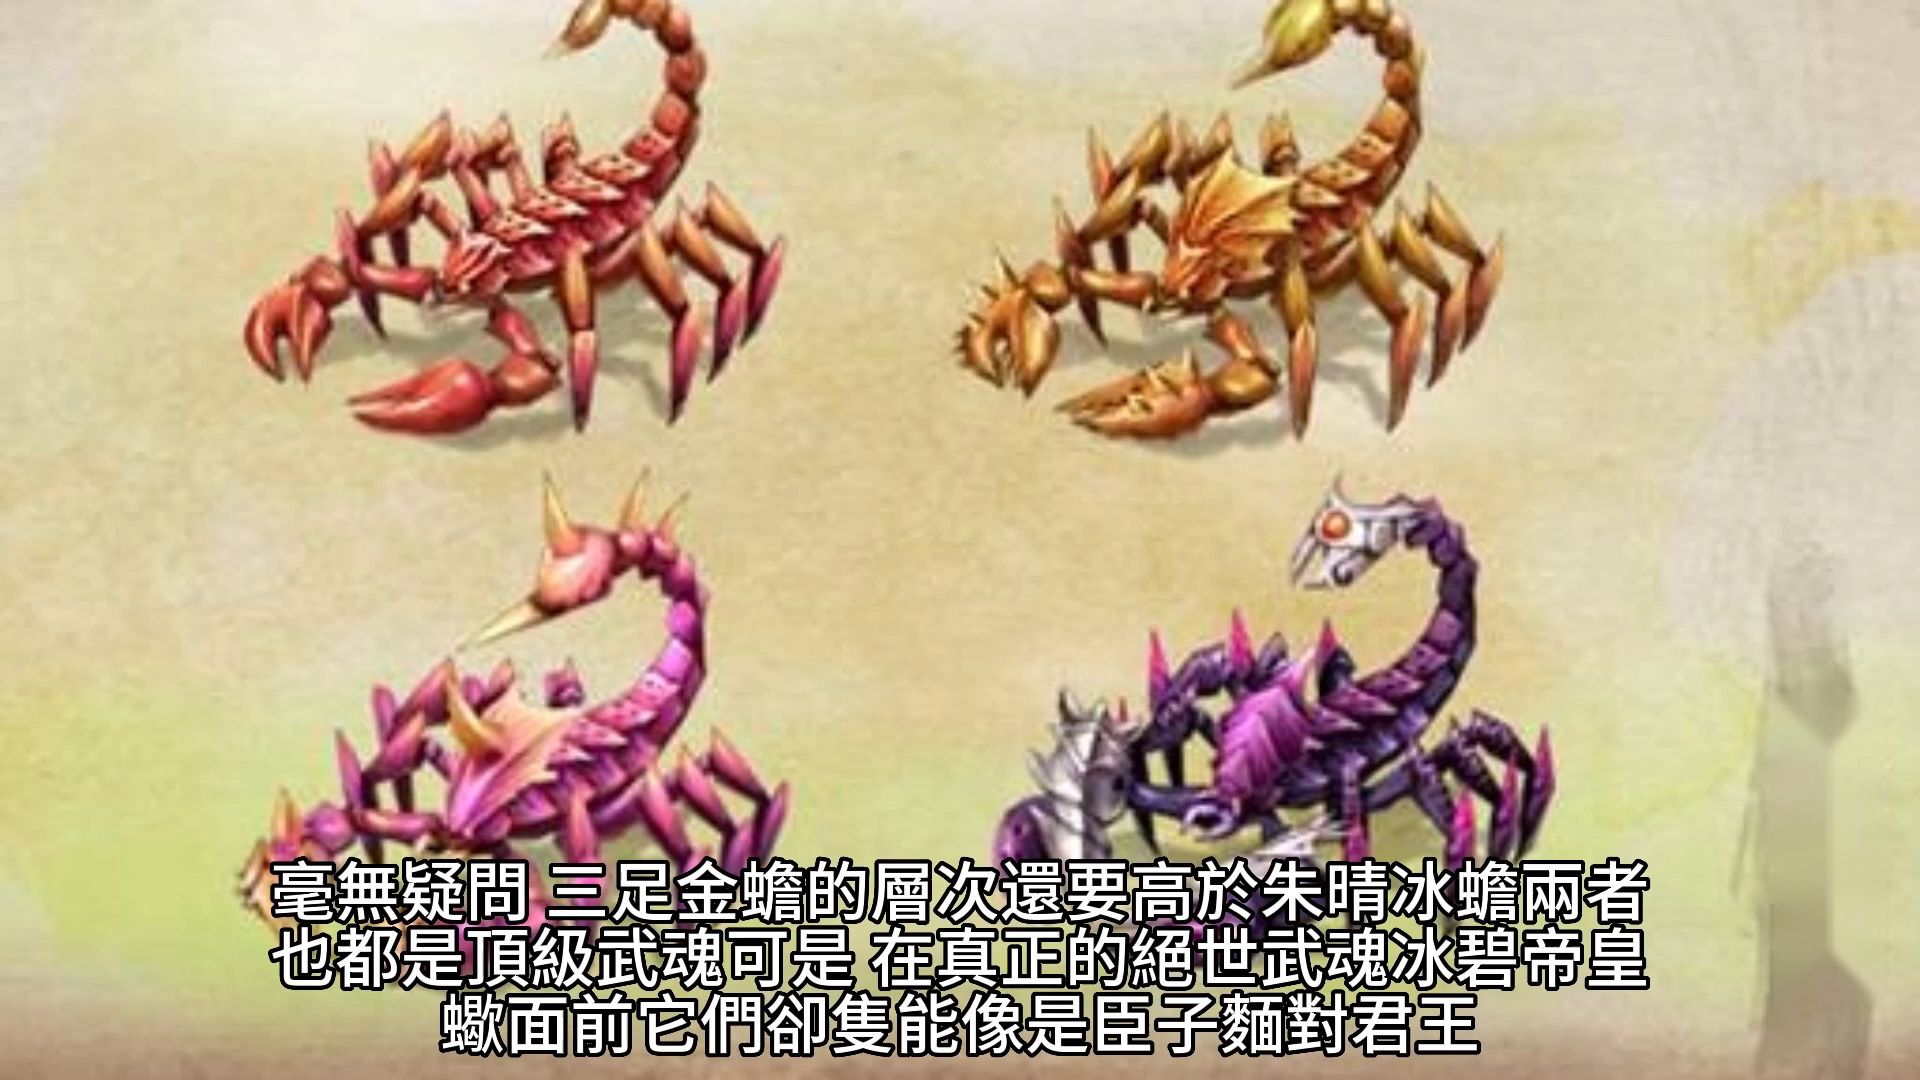 毫無疑問 三足金蟾的層次還要高於朱晴冰蟾兩者
也都是頂級武魂可是 在真正的絕世武魂冰碧帝皇
蠍面前它們卻隻能像是臣子麵對君王